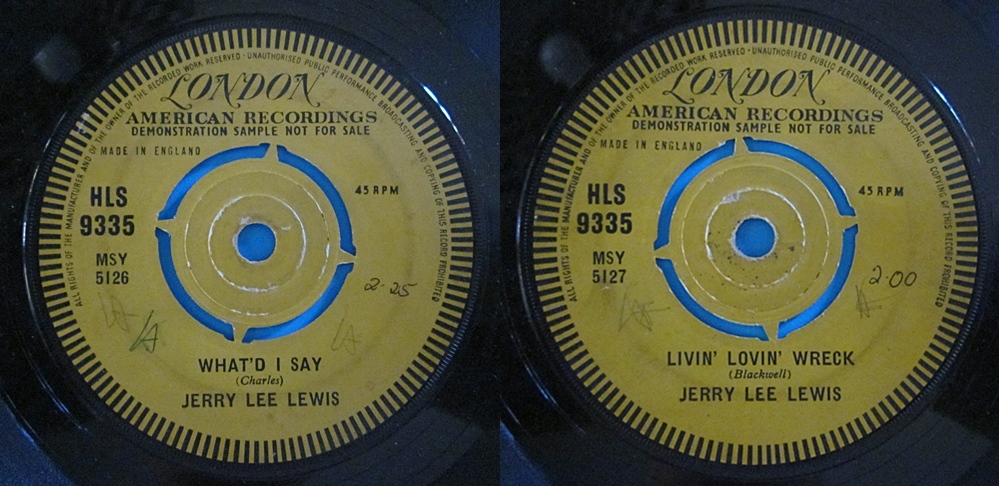 ALL RIGHTS OF THE MANUFACTURER AND OF THE OWNER OF THE RECORDED WORK RESERVED · UNAUTHORISED PUBLIC PERFORMANCE BROADCASTING AND COPYING OF THIS RECORD PROHIBITED
LONDON
AMERICAN RECORDINGS
DEMONSTRATION SAMPLE NOT FOR SALE
MADE IN ENGLAND
HLS
9335
45 RPM
MSY
5126
2-25
WHAT'D I SAY
(Charles)
JERRY LEE LEWIS
ALL RIGHTS OF THE MANUFACTURER AND OF THE OWNER OF THE RECORDED WORK RESERVED · UNAUTHORISED PUBLIC PERFORMANCE BROADCASTING AND COPYING OF THIS RECORD PROHIBITED
LONDON
AMERICAN RECORDINGS
DEMONSTRATION SAMPLE NOT FOR SALE
MADE IN ENGLAND
HLS
9335
45 RPM
MSY
5127
2·00
LIVIN' LOVIN' WRECK
(Blackwell)
JERRY LEE LEWIS